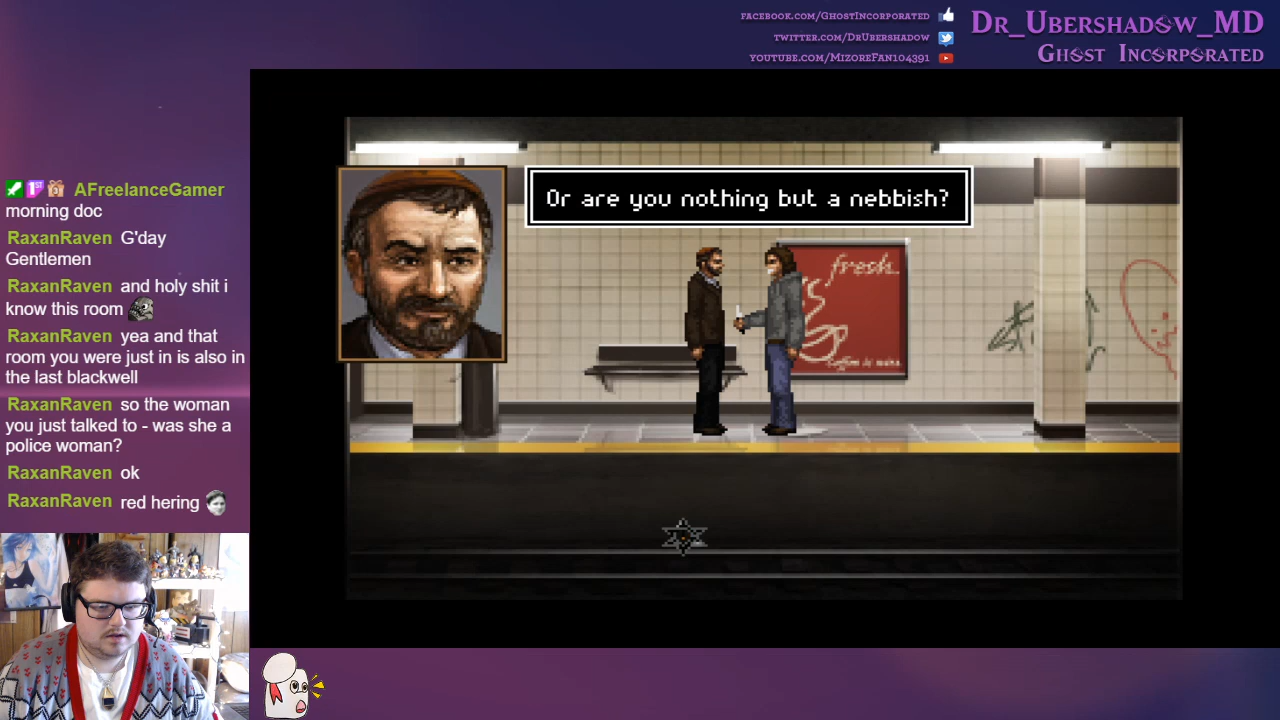 FACEBOOK.COM/GHOSTINCORPORATED
TWITTER.COM/DRUBERSHADOW
YOUTUBE.COM/MIZOREFAN104391
DR_UBERSHADOW_MD
GHOST INCORPORATED
AFreelanceGamer
morning doc
RaxanRaven G'day
Gentlemen
RaxanRaven and holy shit i
know this room
RaxanRaven yea and that
room you were just in is also in
the last blackwell
RaxanRaven so the woman
you just talked to - was she a
police woman?
RaxanRaven ok
RaxanRaven red hering
Or are you nothing but a nebbish?
fresh